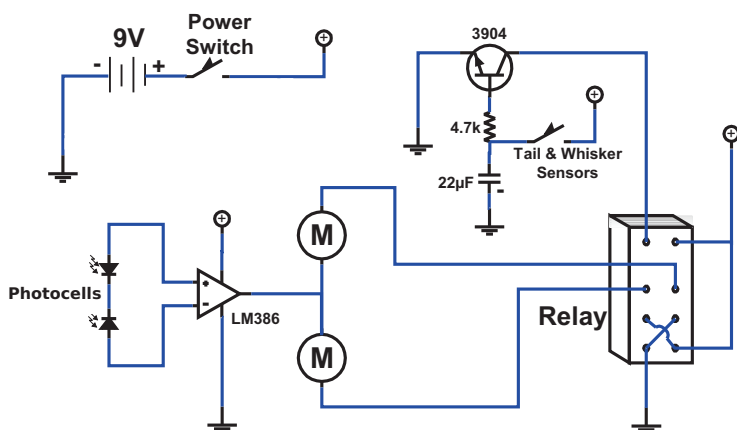 9V
Power
Switch
- +
3904
4.7k
Tail & Whisker
Sensors
22µF
-
M
Photocells
+
-
LM386
Relay
M